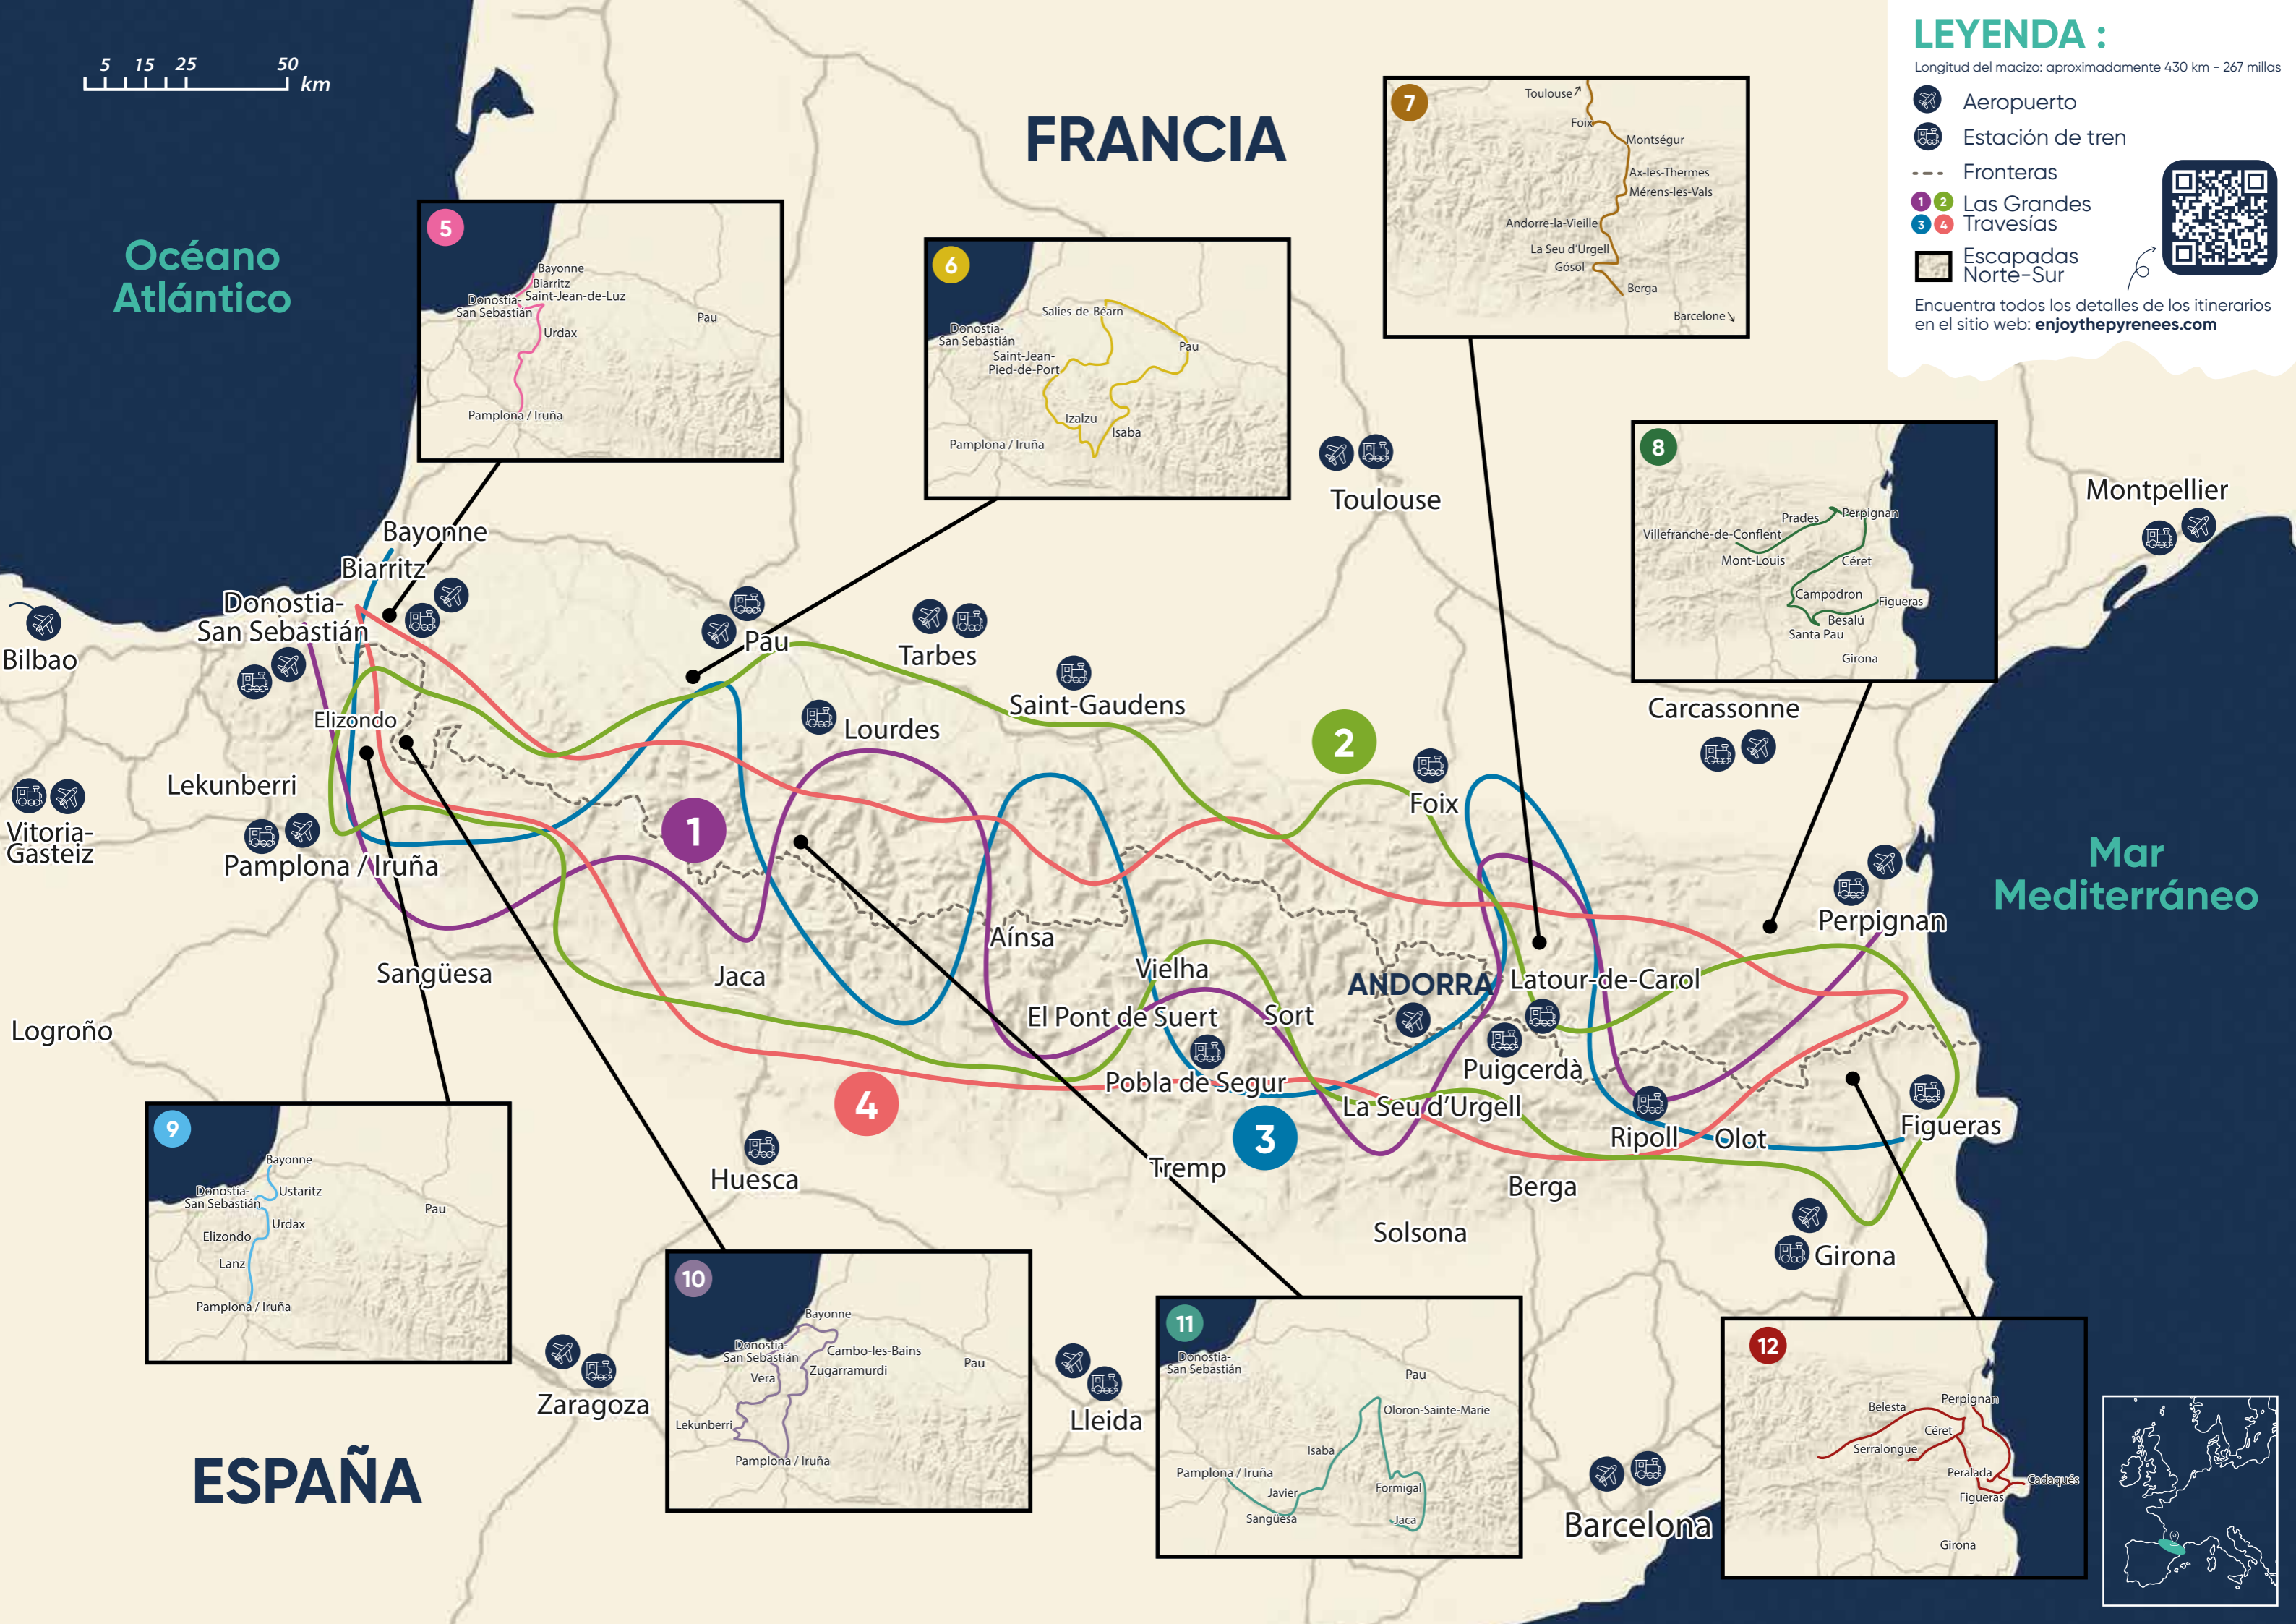 5 15 25 50
km
FRANCIA
LEYENDA :
Longitud del macizo: aproximadamente 430 km - 267 millas
Aeropuerto
Estación de tren
Fronteras
1 2 Las Grandes
3 4 Travesías
Escapadas
Norte-Sur
Encuentra todos los detalles de los itinerarios
en el sitio web: enjoythepyrenees.com
Océano
Atlántico
5
Bayonne
Biarritz
Saint-Jean-de-Luz
Donostia-
San Sebastián
Urdax
Pau
Pamplona / Iruña
6
Salies-de-Béarn
Donostia-
San Sebastián
Saint-Jean-
Pied-de-Port
Pau
Izalzu
Isaba
Pamplona / Iruña
7
Toulouse
Foix
Montségur
Ax-les-Thermes
Mérens-les-Vals
Andorre-la-Vieille
La Seu d'Urgell
Gósol
Berga
Barcelone
8
Prades
Perpignan
Villefranche-de-Conflent
Mont-Louis
Céret
Campodron
Figueras
Besalú
Santa Pau
Girona
Toulouse
Montpellier
Bayonne
Biarritz
Donostia-
San Sebastián
Bilbao
Pau
Tarbes
Saint-Gaudens
Lourdes
Elizondo
Lekunberri
Vitoria-
Gasteiz
Pamplona / Iruña
1
2
Foix
Carcassonne
Mar
Mediterráneo
Perpignan
Sangüesa
Jaca
Aínsa
Vielha
ANDORRA
Latour-de-Carol
El Pont de Suert
Sort
Logroño
Puigcerdà
Pobla de Segur
La Seu d'Urgell
4
3
Ripoll
Olot
Figueras
Huesca
Tremp
Berga
Solsona
Girona
9
Bayonne
Donostia-
San Sebastián
Ustaritz
Urdax
Elizondo
Lanz
Pau
Pamplona / Iruña
10
Bayonne
Donostia-
San Sebastián
Cambo-les-Bains
Zugarramurdi
Vera
Pau
Lekunberri
Pamplona / Iruña
11
Donostia-
San Sebastián
Pau
Oloron-Sainte-Marie
Isaba
Pamplona / Iruña
Javier
Formigal
Sangüesa
Jaca
12
Perpignan
Belesta
Céret
Serralongue
Peralada
Cadaqués
Figueras
Girona
Zaragoza
Lleida
ESPAÑA
Barcelona